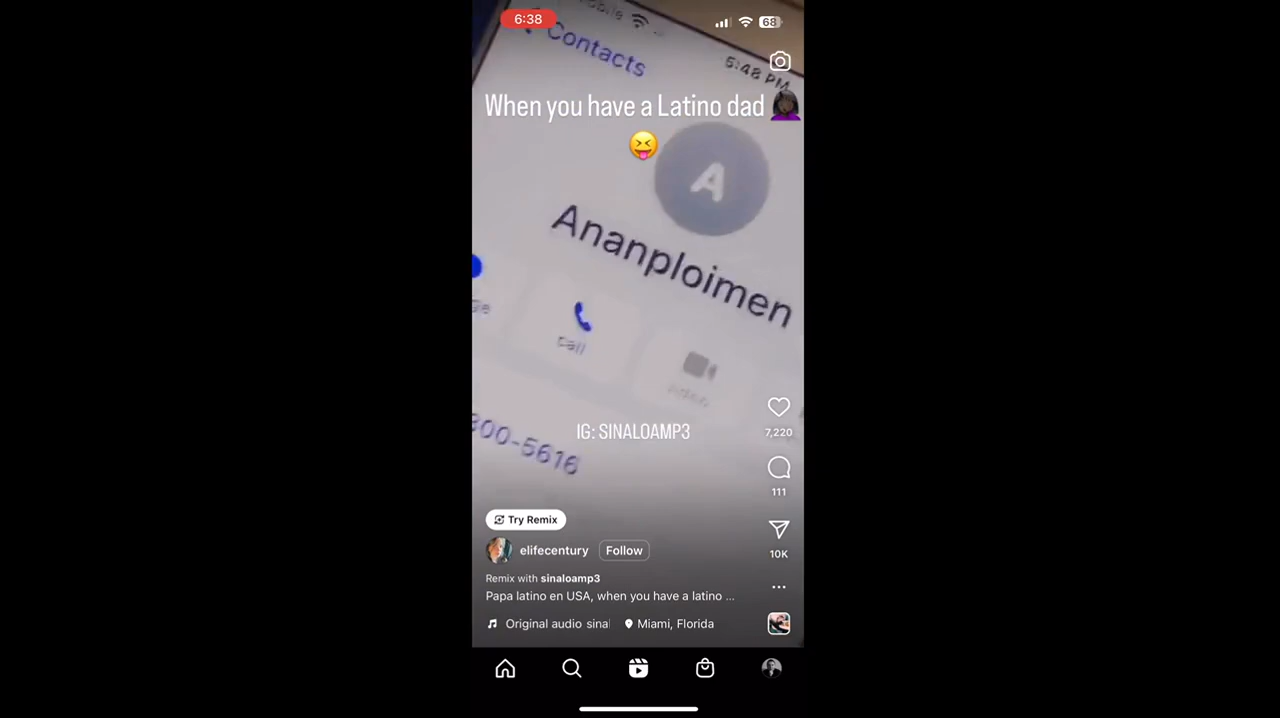 6:38
68
Contacts
5:48 PM
When you have a Latino dad
A
Ananploimen
call
300-5616
IG: SINALOAMP3
7,220
111
Try Remix
10K
elifecentury
Follow
Remix with sinaloamp3
Papa latino en USA, when you have a latino ...
Original audio sinal
Miami, Florida